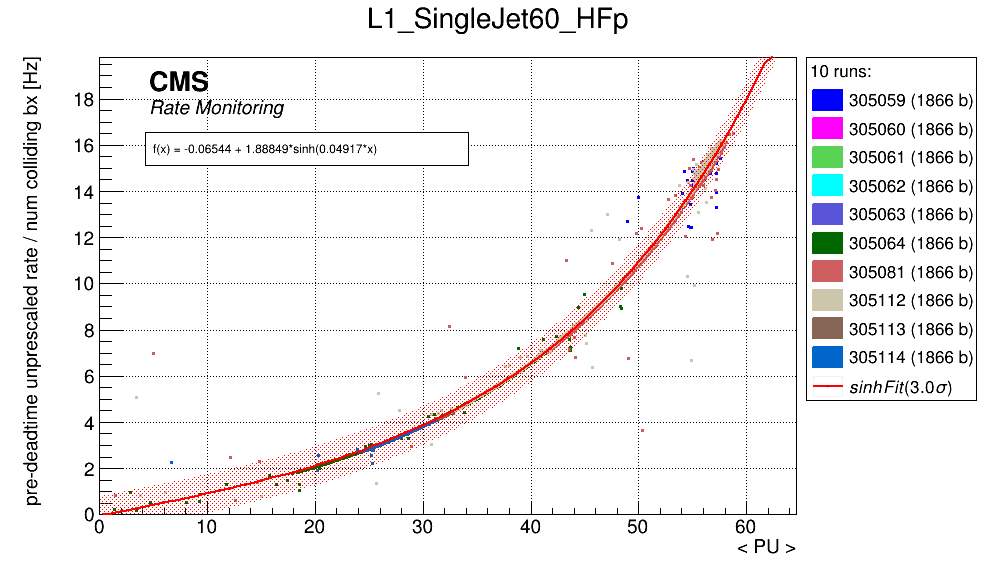 L1_SingleJet60_HFp
pre-deadtime unprescaled rate / num colliding bx [Hz]
CMS
Rate Monitoring
f(x) = -0.06544 + 1.88849*sinh(0.04917*x)
18
16
14
12
10
8
6
4
2
0
0 10 20 30 40 50 60
< PU >
10 runs:
305059 (1866 b)
305060 (1866 b)
305061 (1866 b)
305062 (1866 b)
305063 (1866 b)
305064 (1866 b)
305081 (1866 b)
305112 (1866 b)
305113 (1866 b)
305114 (1866 b)
sinhFit(3.0σ)